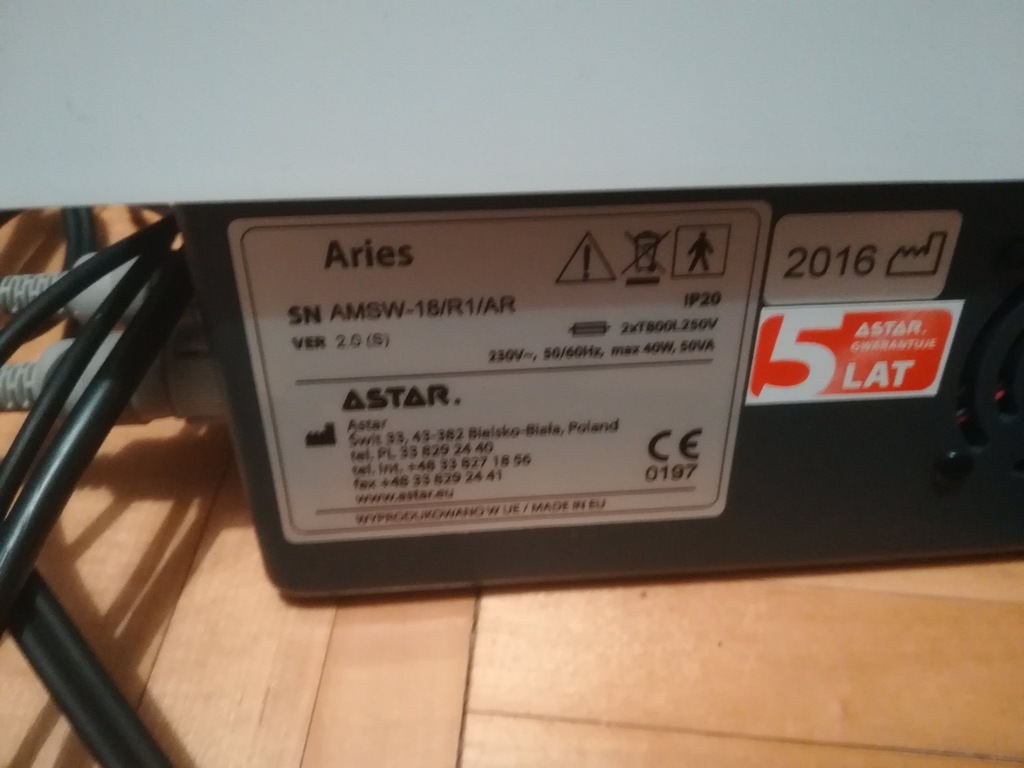 Aries
SN AMSW-18/R1/AR
VER 2.0 (S)
IP20
2xT800L250V
230V~, 50/60Hz, max 40W, 50VA
ASTAR.
Astar
Świt 33, 43-382 Bielsko-Biała, Poland
tel. PL 33 829 24 40
tel. int. +48 33 827 18 56
fax +48 33 829 24 41
www.astar.eu
CE
0197
WYPRODUKOWANO W UE / MADE IN EU
2016
ASTAR.
GWARANTUJE
5 LAT